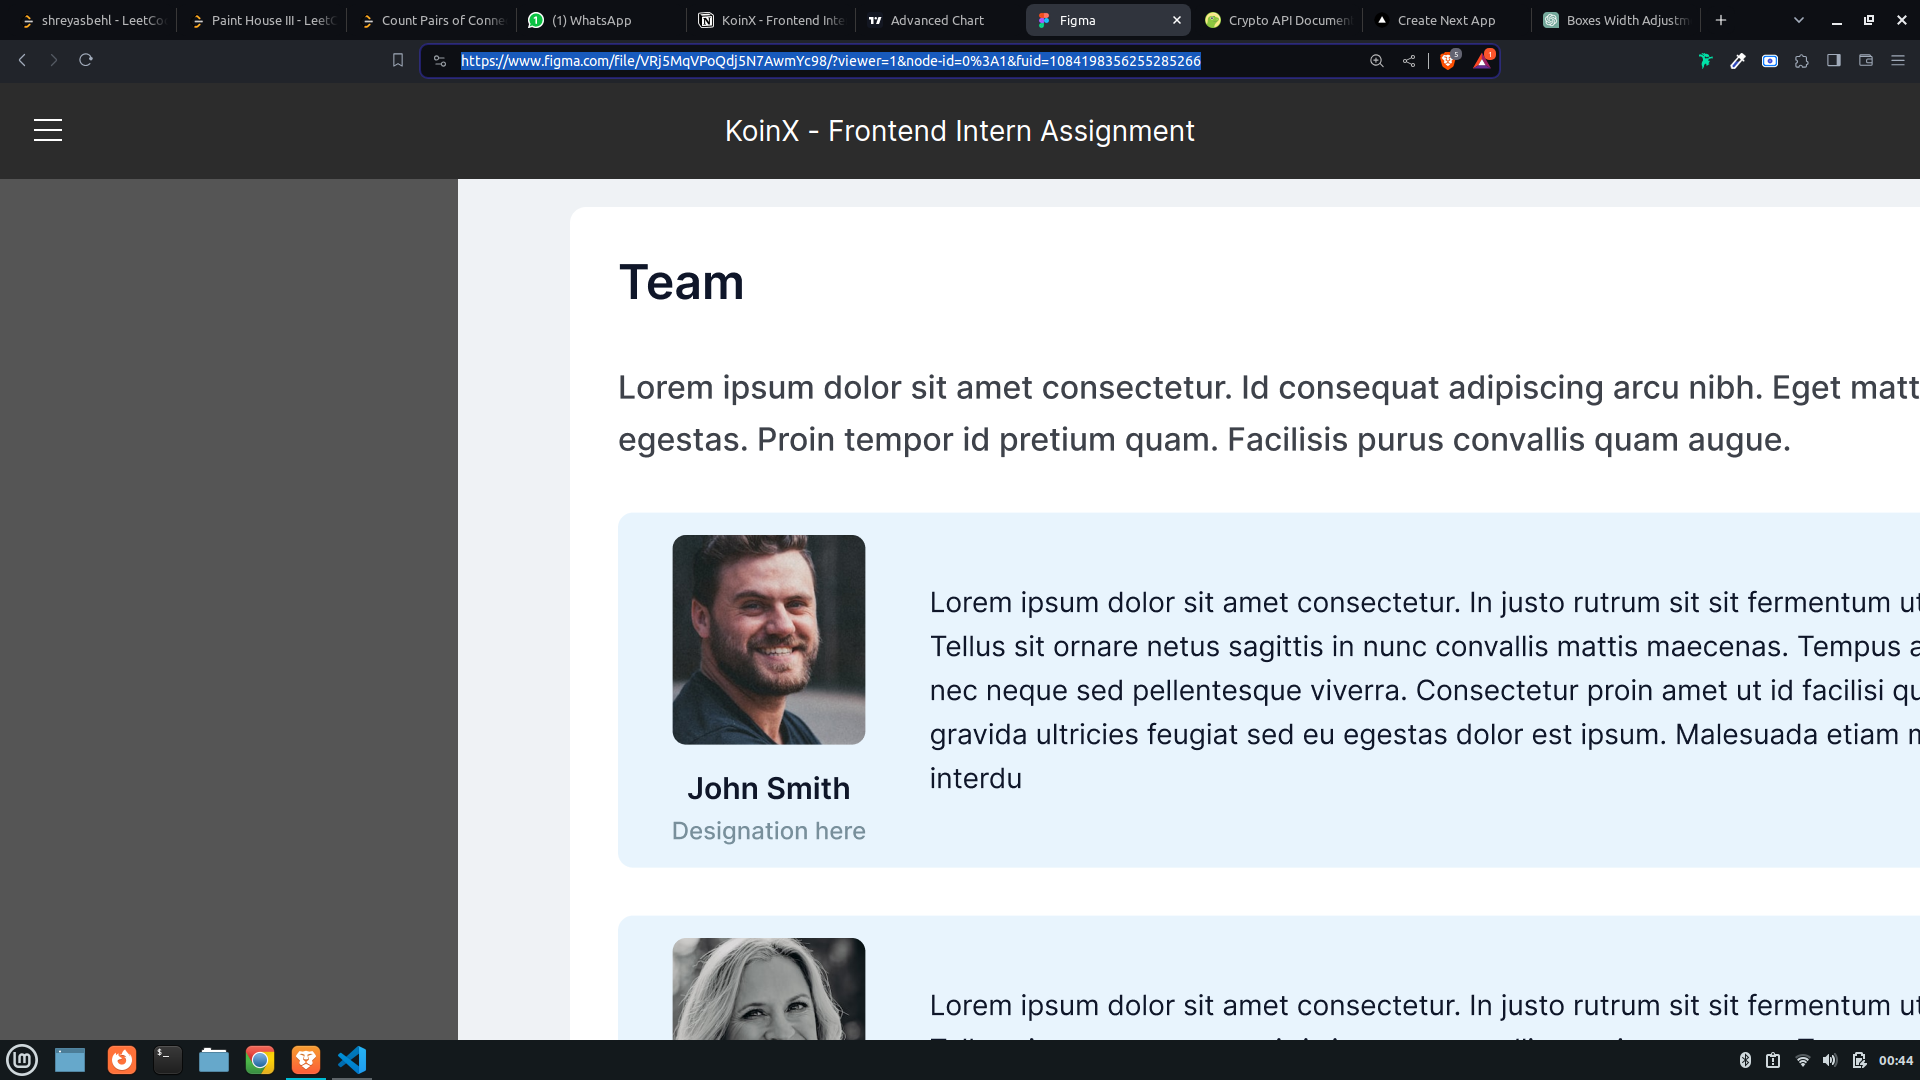 shreyasbehl - LeetCo
Paint House III - LeetC
Count Pairs of Conne
(1) WhatsApp
KoinX - Frontend Inte
Advanced Chart
Figma
Crypto API Documen
Create Next App
Boxes Width Adjustm
https://www.figma.com/file/VRj5MqVPoQdj5N7AwmYc98/?viewer=1&node-id=0%3A1&fuid=1084198356255285266
5
1
KoinX - Frontend Intern Assignment
Team
Lorem ipsum dolor sit amet consectetur. Id consequat adipiscing arcu nibh. Eget matt
egestas. Proin tempor id pretium quam. Facilisis purus convallis quam augue.
Lorem ipsum dolor sit amet consectetur. In justo rutrum sit sit fermentum ut
Tellus sit ornare netus sagittis in nunc convallis mattis maecenas. Tempus a
nec neque sed pellentesque viverra. Consectetur proin amet ut id facilisi qu
gravida ultricies feugiat sed eu egestas dolor est ipsum. Malesuada etiam m
interdu
John Smith
Designation here
Lorem ipsum dolor sit amet consectetur. In justo rutrum sit sit fermentum ut
00:44